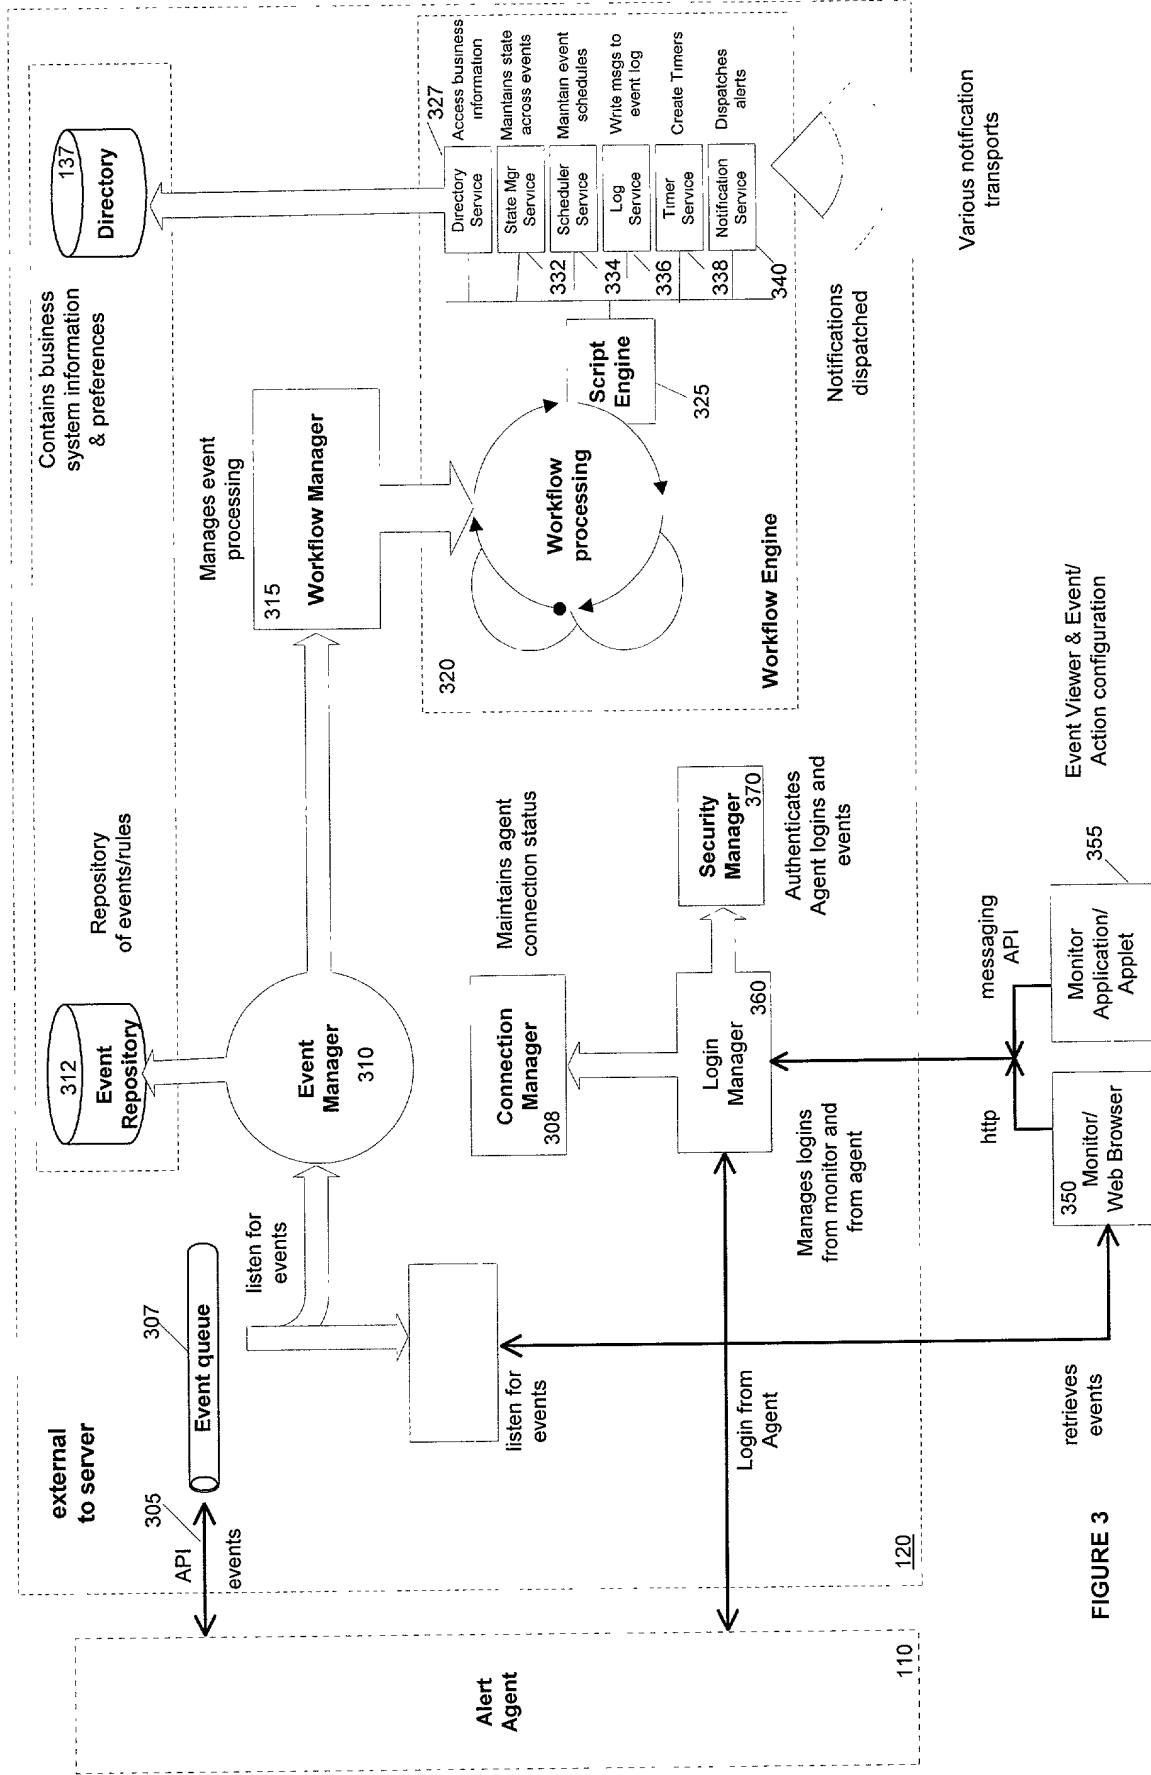 external
to server
Alert
Agent
110
API
305
events
Event queue
307
listen for
events
listen for
events
Login from
Agent
120
312
Event
Repository
Repository
of events/rules
Event
Manager
310
Connection
Manager
308
Maintains agent
connection status
Login
Manager
360
Manages logins
from monitor and
from agent
Security
Manager
370
Authenticates
Agent logins and
events
Contains business
system information
& preferences
137
Directory
Manages event
processing
315
Workflow Manager
320
Workflow
processing
Workflow Engine
Script
Engine
325
327
Directory
Service
Access business
information
State Mgr
Service
332
Maintains state
across events
Scheduler
Service
334
Maintain event
schedules
Log
Service
336
Write msgs to
event log
Timer
Service
338
Create Timers
Notification
Service
340
Dispatches
alerts
Notifications
dispatched
Various notification
transports
retrieves
events
http
messaging
API
350
Monitor/
Web Browser
Monitor
Application/
Applet
355
Event Viewer & Event/
Action configuration
FIGURE 3